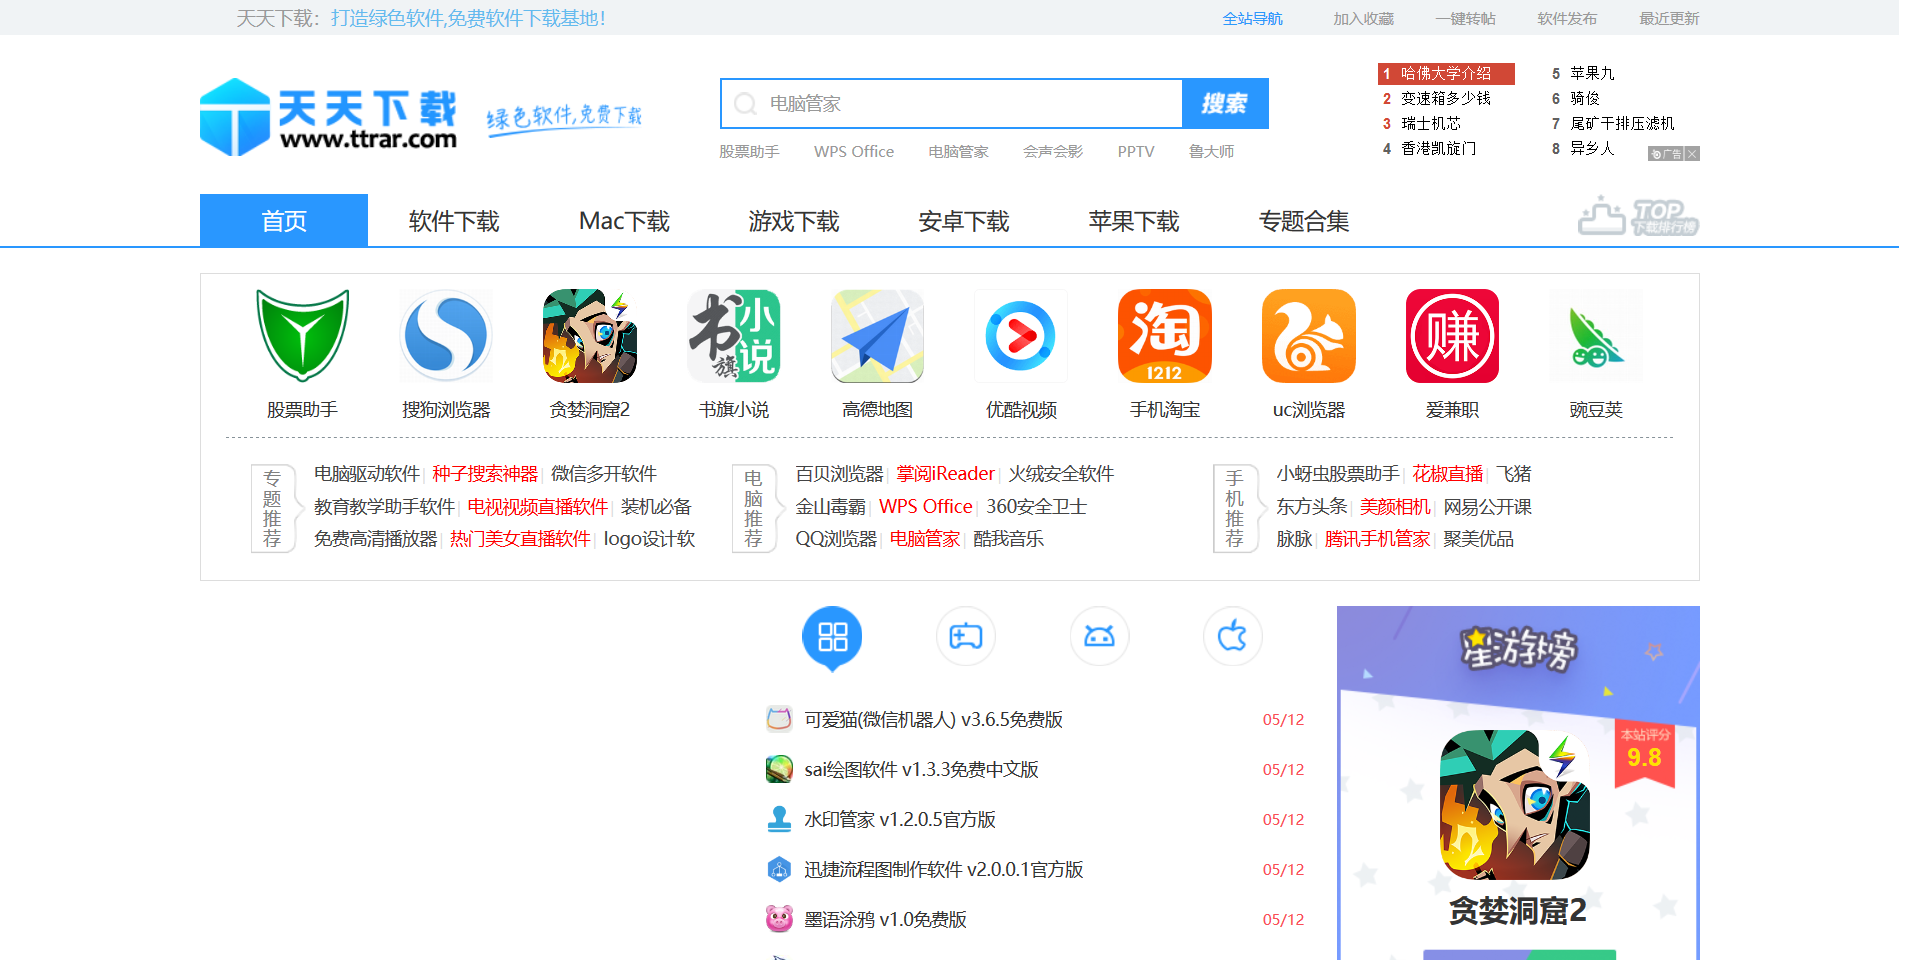 天天下载：打造绿色软件,免费软件下载基地！
全站导航 加入收藏 一键转帖 软件发布 最近更新
天天下载
www.ttrar.com
绿色软件,免费下载
电脑管家
搜索
股票助手 WPS Office 电脑管家 会声会影 PPTV 鲁大师
1 哈佛大学介绍 5 苹果九
2 变速箱多少钱 6 骑俊
3 瑞士机芯 7 尾矿干排压滤机
4 香港凯旋门 8 异乡人
广告
首页 软件下载 Mac下载 游戏下载 安卓下载 苹果下载 专题合集
TOP
下载排行榜
书旗小说
淘
1212
赚
股票助手 搜狗浏览器 贪婪洞窟2 书旗小说 高德地图 优酷视频 手机淘宝 uc浏览器 爱兼职 豌豆荚
专题推荐
电脑驱动软件 | 种子搜索神器 | 微信多开软件
教育教学助手软件 | 电视视频直播软件 | 装机必备
免费高清播放器 | 热门美女直播软件 | logo设计软
电脑推荐
百贝浏览器 | 掌阅iReader | 火绒安全软件
金山毒霸 | WPS Office | 360安全卫士
QQ浏览器 | 电脑管家 | 酷我音乐
手机推荐
小蚜虫股票助手 | 花椒直播 | 飞猪
东方头条 | 美颜相机 | 网易公开课
脉脉 | 腾讯手机管家 | 聚美优品
可爱猫(微信机器人) v3.6.5免费版 05/12
sai绘图软件 v1.3.3免费中文版 05/12
水印管家 v1.2.0.5官方版 05/12
迅捷流程图制作软件 v2.0.0.1官方版 05/12
墨语涂鸦 v1.0免费版 05/12
星游榜
本站评分
9.8
贪婪洞窟2